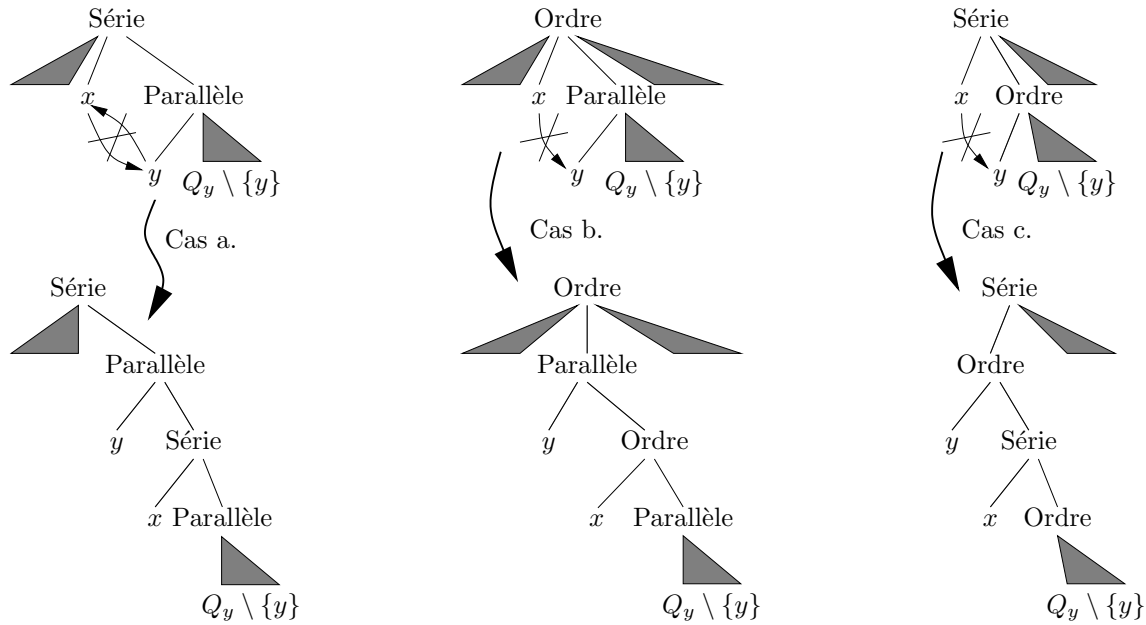 Série
x Parallèle
y Q_y \ {y}
Cas a.
Série
Parallèle
y Série
x Parallèle
Q_y \ {y}
Ordre
x Parallèle
y Q_y \ {y}
Cas b.
Ordre
Parallèle
y Ordre
x Parallèle
Q_y \ {y}
Série
x Ordre
y Q_y \ {y}
Cas c.
Série
Ordre
y Série
x Ordre
Q_y \ {y}